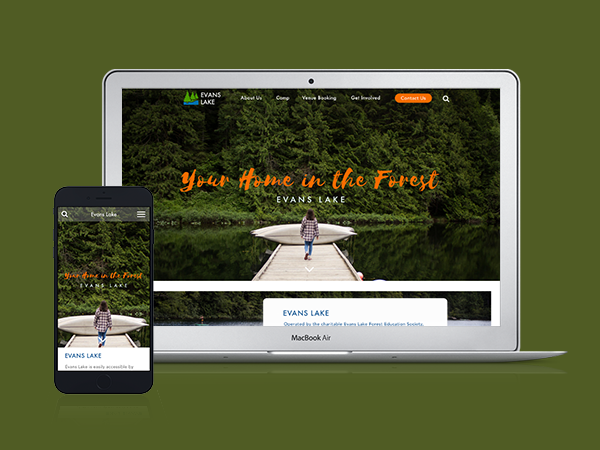 EVANS
LAKE
About Us
Camp
Venue Booking
Get Involved
Contact Us
Your Home in the Forest
EVANS LAKE
EVANS LAKE
Operated by the charitable Evans Lake Forest Education Society,
MacBook Air
Evans Lake
Your Home in the Forest
EVANS LAKE
EVANS LAKE
Evans Lake is easily accessible by